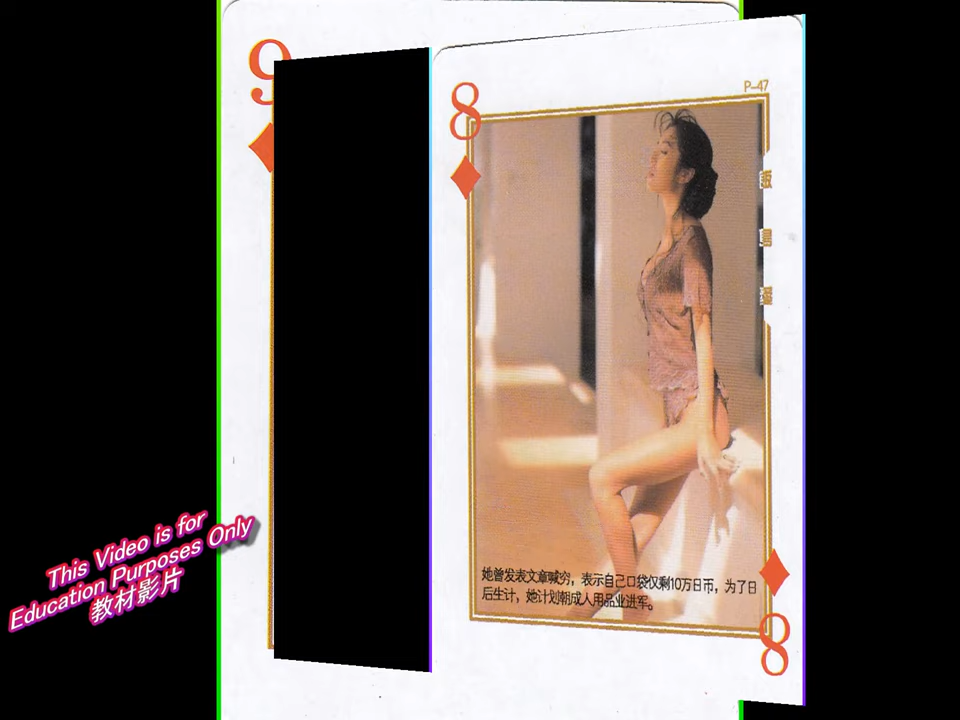 9
8
P-47
她曾发表文章喊穷，表示自己口袋仅剩10万日币，为了日
后生计，她计划朝成人用品业进军。
8
This Video is for
Education Purposes Only
教材影片